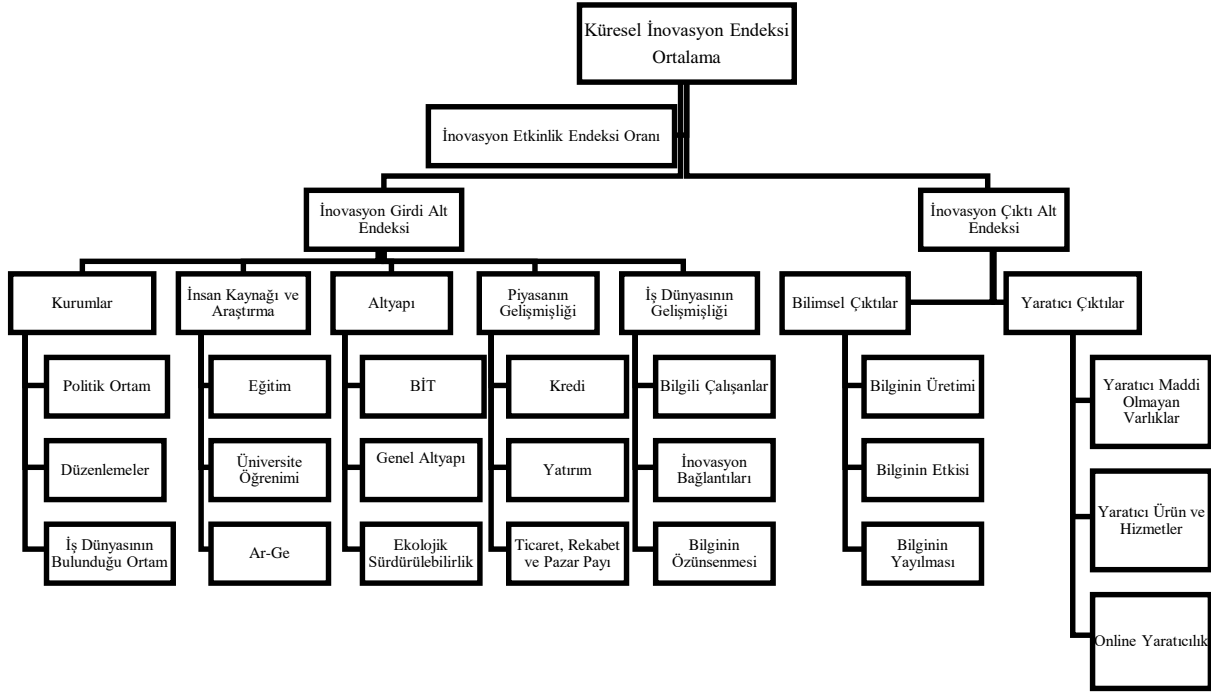 Küresel İnovasyon Endeksi
Ortalama
İnovasyon Etkinlik Endeksi Oranı
İnovasyon Girdi Alt
Endeksi
İnovasyon Çıktı Alt
Endeksi
Kurumlar
İnsan Kaynağı ve
Araştırma
Altyapı
Piyasanın
Gelişmişliği
İş Dünyasının
Gelişmişliği
Bilimsel Çıktılar
Yaratıcı Çıktılar
Politik Ortam
Düzenlemeler
İş Dünyasının
Bulunduğu Ortam
Eğitim
Üniversite
Öğrenimi
Ar-Ge
BİT
Genel Altyapı
Ekolojik
Sürdürülebilirlik
Kredi
Yatırım
Ticaret, Rekabet
ve Pazar Payı
Bilgili Çalışanlar
İnovasyon
Bağlantıları
Bilginin
Özünsenmesi
Bilginin Üretimi
Bilginin Etkisi
Bilginin
Yayılması
Yaratıcı Maddi
Olmayan
Varlıklar
Yaratıcı Ürün ve
Hizmetler
Online Yaratıcılık